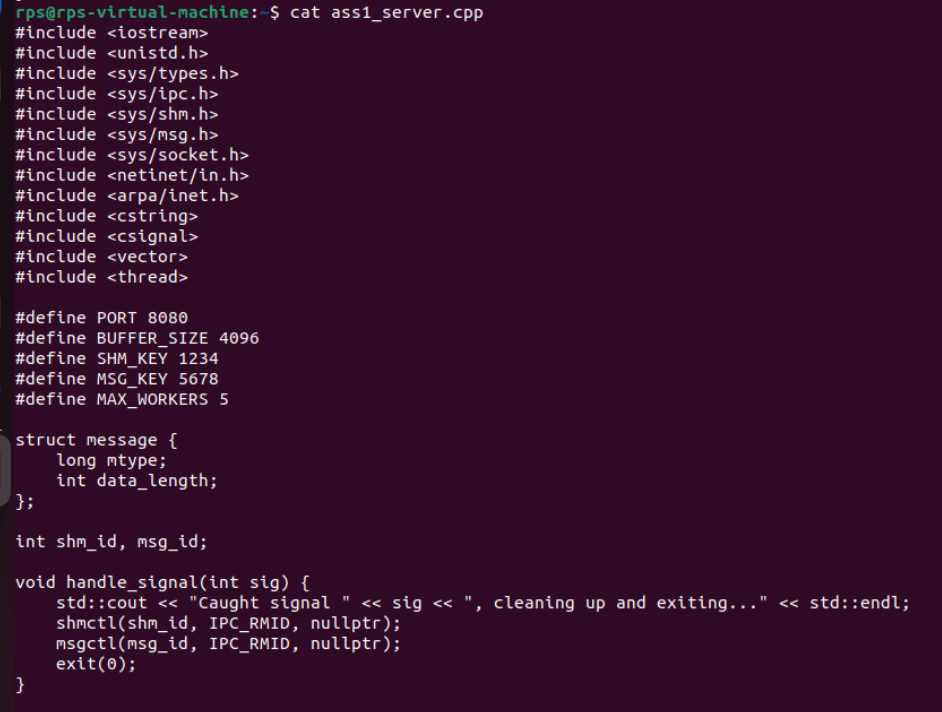 rps@rps-virtual-machine:~$ cat ass1_server.cpp
#include <iostream>
#include <unistd.h>
#include <sys/types.h>
#include <sys/ipc.h>
#include <sys/shm.h>
#include <sys/msg.h>
#include <sys/socket.h>
#include <netinet/in.h>
#include <arpa/inet.h>
#include <cstring>
#include <csignal>
#include <vector>
#include <thread>

#define PORT 8080
#define BUFFER_SIZE 4096
#define SHM_KEY 1234
#define MSG_KEY 5678
#define MAX_WORKERS 5

struct message {
    long mtype;
    int data_length;
};

int shm_id, msg_id;

void handle_signal(int sig) {
    std::cout << "Caught signal " << sig << ", cleaning up and exiting..." << std::endl;
    shmctl(shm_id, IPC_RMID, nullptr);
    msgctl(msg_id, IPC_RMID, nullptr);
    exit(0);
}